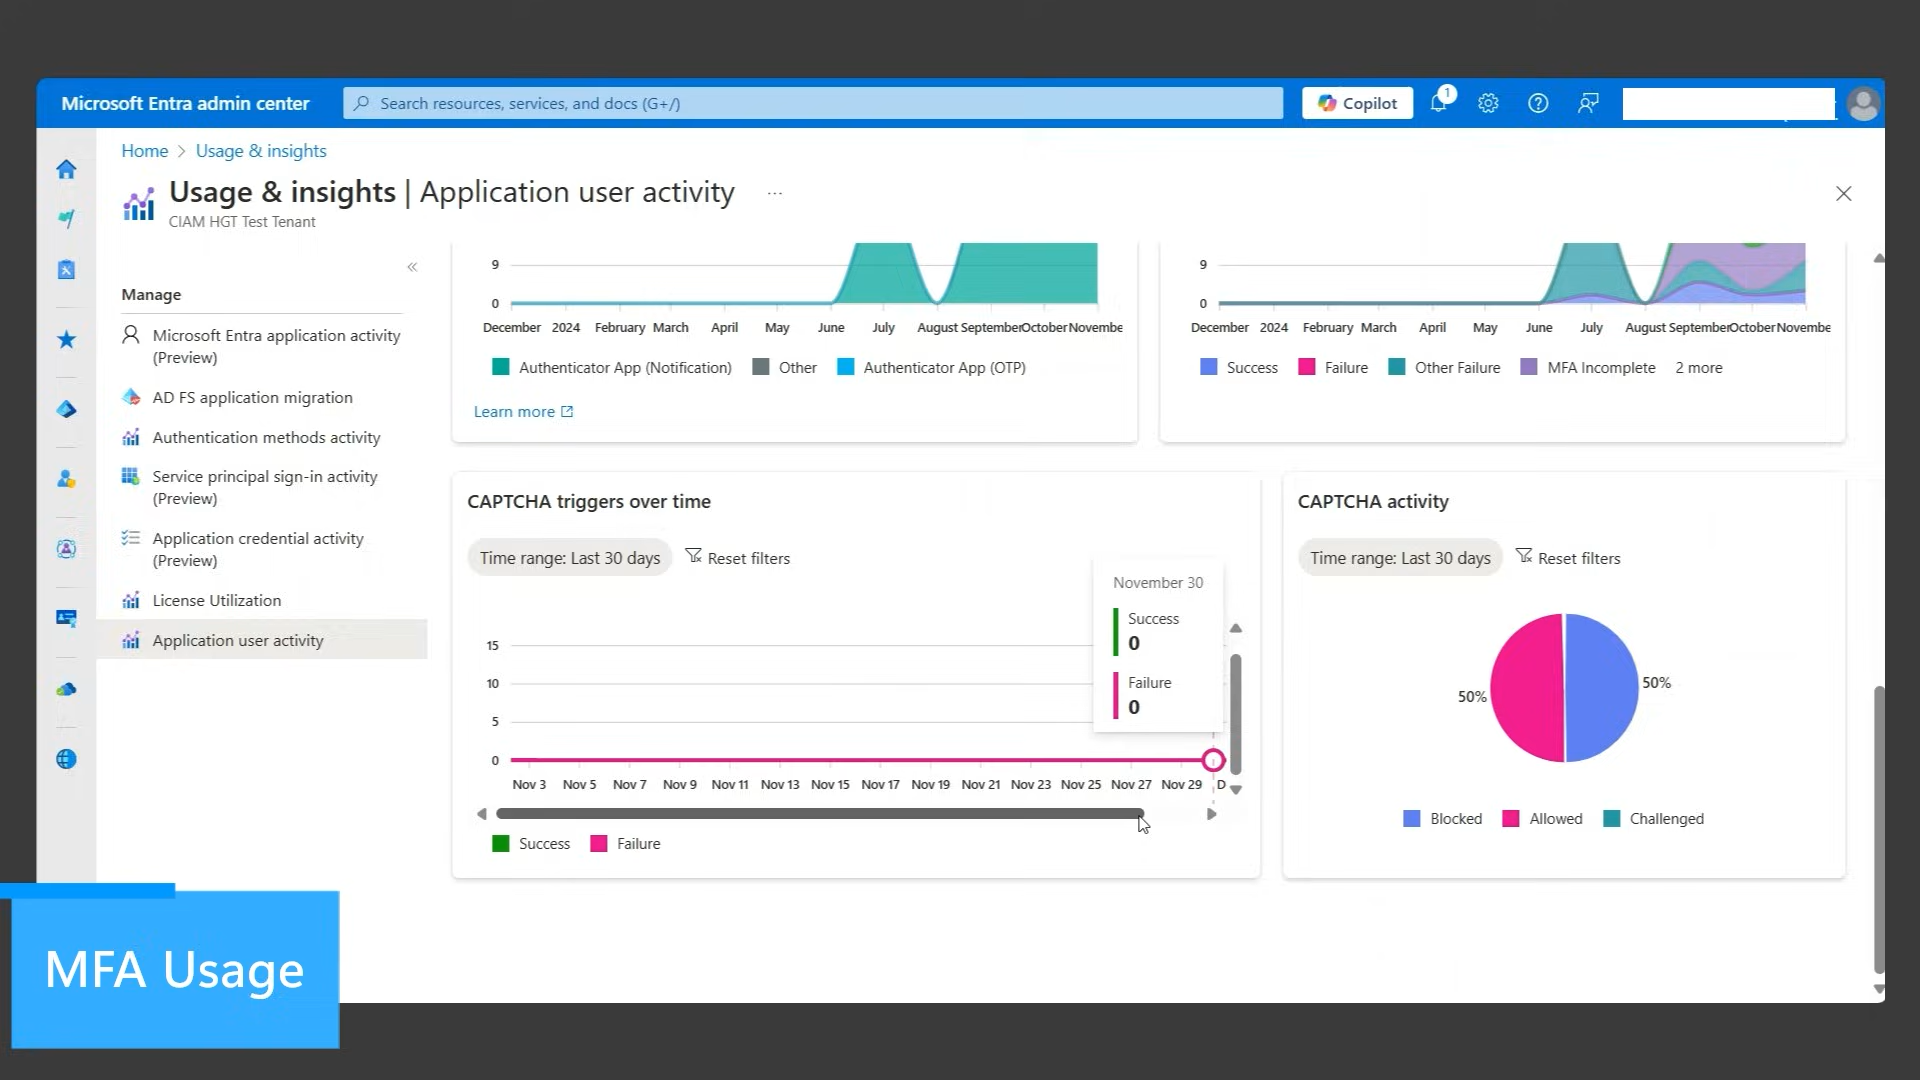 Microsoft Entra admin center
Search resources, services, and docs (G+/)
Copilot
1
Home > Usage & insights
Usage & insights | Application user activity ...
CIAM HGT Test Tenant
Manage
Microsoft Entra application activity
(Preview)
AD FS application migration
Authentication methods activity
Service principal sign-in activity
(Preview)
Application credential activity
(Preview)
License Utilization
Application user activity
9
0
December 2024 February March April May June July August September October Novembe
Authenticator App (Notification) Other Authenticator App (OTP)
Learn more
9
0
December 2024 February March April May June July August September October Novembe
Success Failure Other Failure MFA Incomplete 2 more
CAPTCHA triggers over time
Time range: Last 30 days Reset filters
November 30
Success
0
Failure
0
15
10
5
0
Nov 3 Nov 5 Nov 7 Nov 9 Nov 11 Nov 13 Nov 15 Nov 17 Nov 19 Nov 21 Nov 23 Nov 25 Nov 27 Nov 29 D
Success Failure
CAPTCHA activity
Time range: Last 30 days Reset filters
50%
50%
Blocked Allowed Challenged
MFA Usage